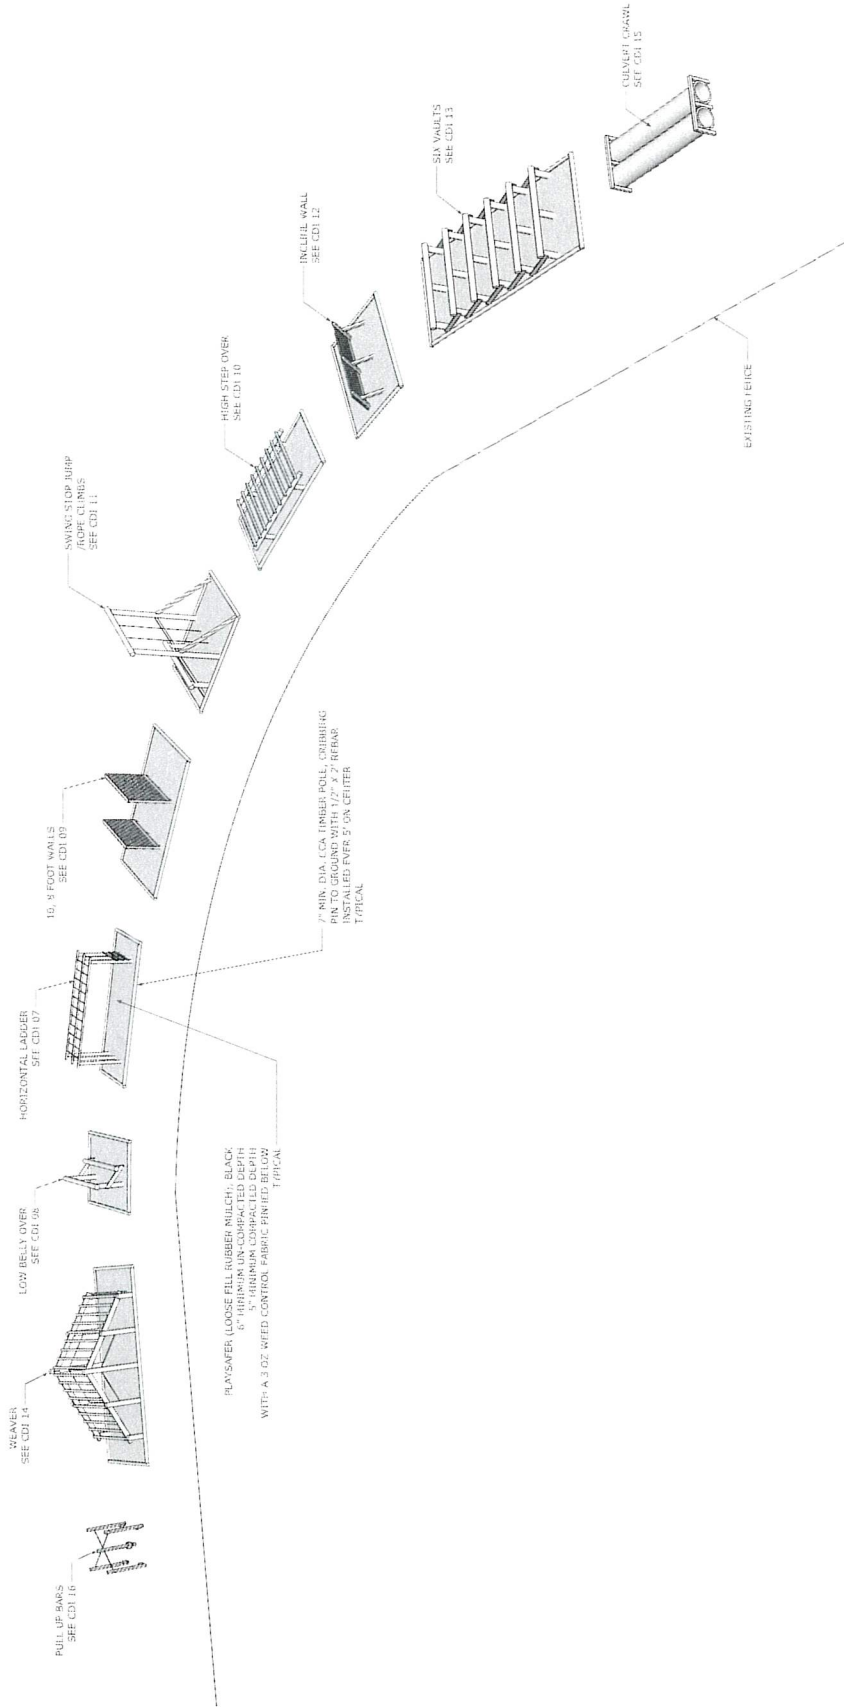 PULL UP BARS
SEE CDI 16
WEAVER
SEE CDI 14
LOW BELLY OVER
SEE CDI 08
HORIZONTAL LADDER
SEE CDI 07
10, 8 FOOT WALLS
SEE CDI 09
SWING STOP JUMP
/ROPE CLIMBS
SEE CDI 11
HIGH STEP OVER
SEE CDI 10
INCLINE WALL
SEE CDI 12
SIX VAULTS
SEE CDI 13
CULVERT CRAWL
SEE CDI 15
PLAYSAFER (LOOSE FILL RUBBER MULCH), BLACK
6" MINIMUM UN-COMPACTED DEPTH
5" MINIMUM COMPACTED DEPTH
WITH A 3 OZ WEED CONTROL FABRIC PINNED BELOW
TYPICAL
7" MIN. DIA. CCA TIMBER POLE, CRIBBING
PIN TO GROUND WITH 1/2" X 2' REBAR
INSTALLED EVER 5' ON CENTER
TYPICAL
EXISTING FENCE